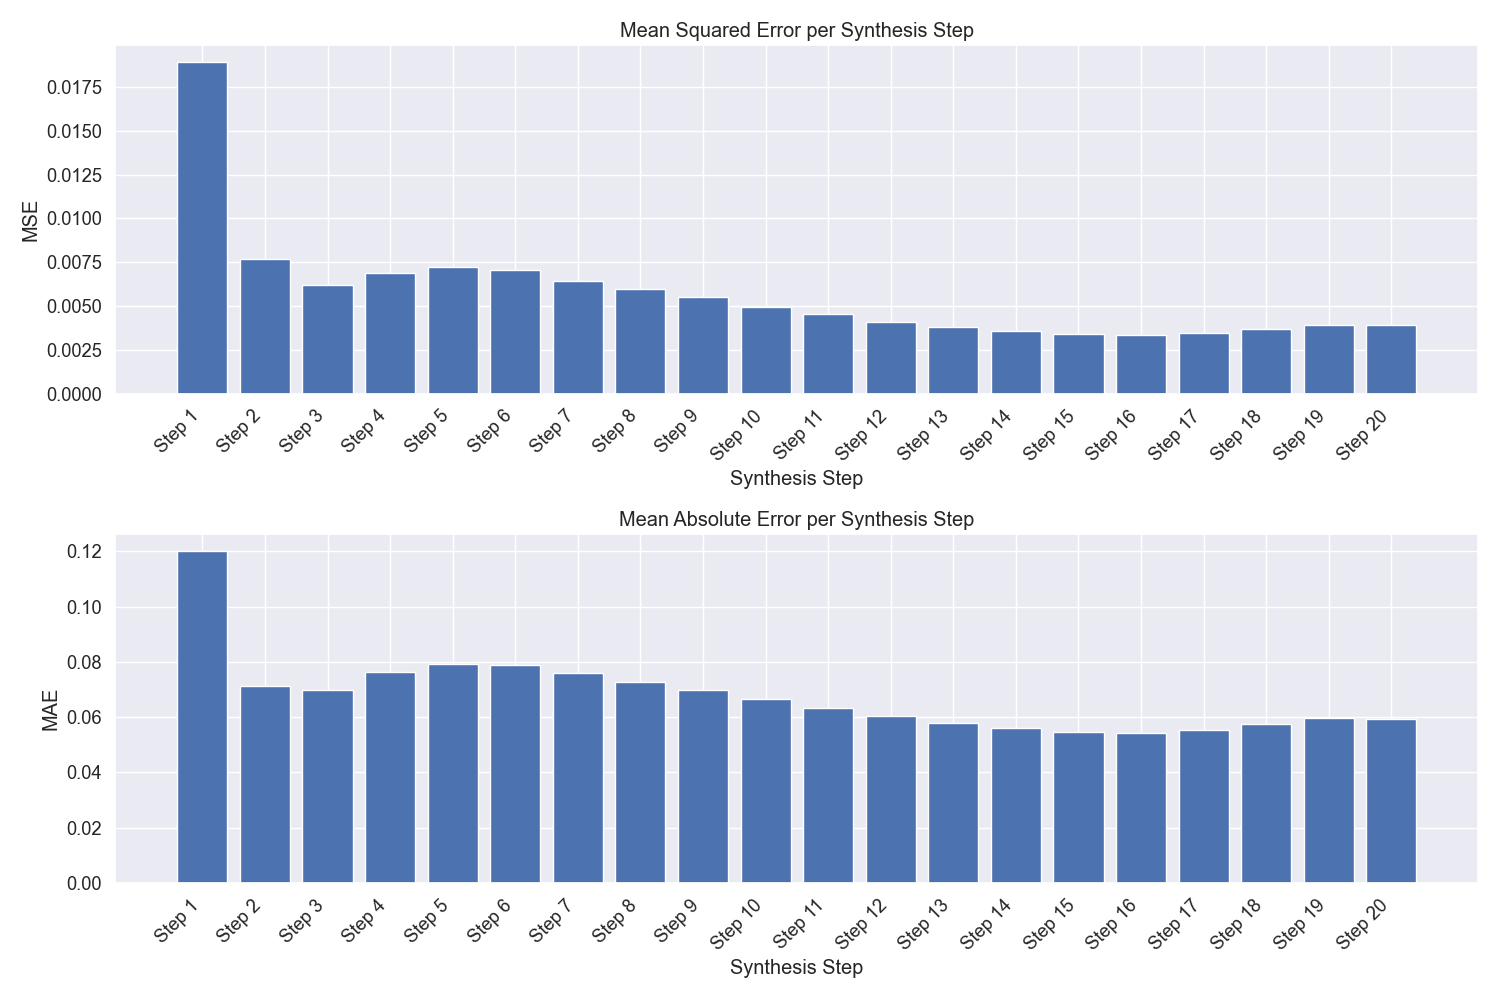 Mean Squared Error per Synthesis Step
MSE
0.0175
0.0150
0.0125
0.0100
0.0075
0.0050
0.0025
0.0000
Step 1
Step 2
Step 3
Step 4
Step 5
Step 6
Step 7
Step 8
Step 9
Step 10
Step 11
Step 12
Step 13
Step 14
Step 15
Step 16
Step 17
Step 18
Step 19
Step 20
Synthesis Step
Mean Absolute Error per Synthesis Step
MAE
0.12
0.10
0.08
0.06
0.04
0.02
0.00
Step 1
Step 2
Step 3
Step 4
Step 5
Step 6
Step 7
Step 8
Step 9
Step 10
Step 11
Step 12
Step 13
Step 14
Step 15
Step 16
Step 17
Step 18
Step 19
Step 20
Synthesis Step